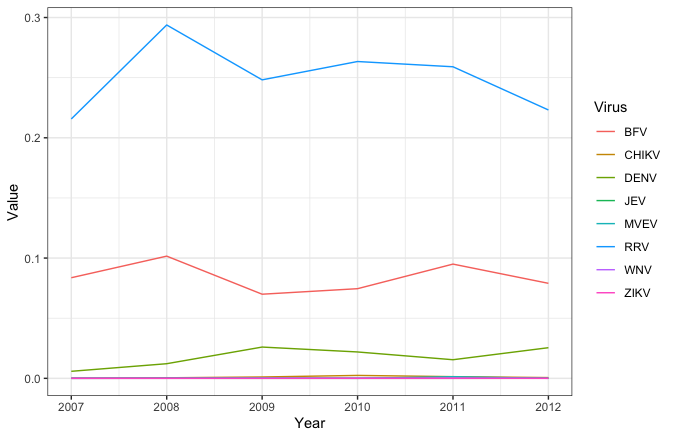 0.3
0.2
0.1
0.0
Value
2007 2008 2009 2010 2011 2012
Year
Virus
BFV
CHIKV
DENV
JEV
MVEV
RRV
WNV
ZIKV